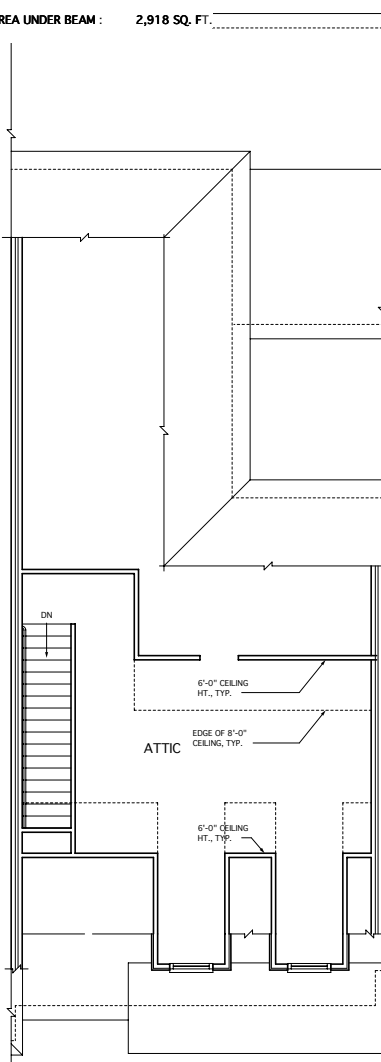 REA UNDER BEAM : 2,918 SQ. FT.
DN
6'-0" CEILING
HT., TYP.
EDGE OF 8'-0"
CEILING, TYP.
ATTIC
6'-0" CEILING
HT., TYP.